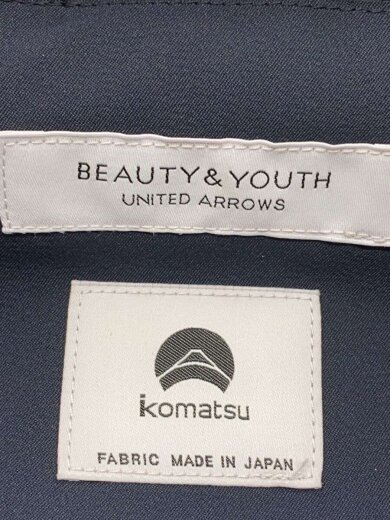 BEAUTY&YOUTH
UNITED ARROWS
komatsu
FABRIC MADE IN JAPAN